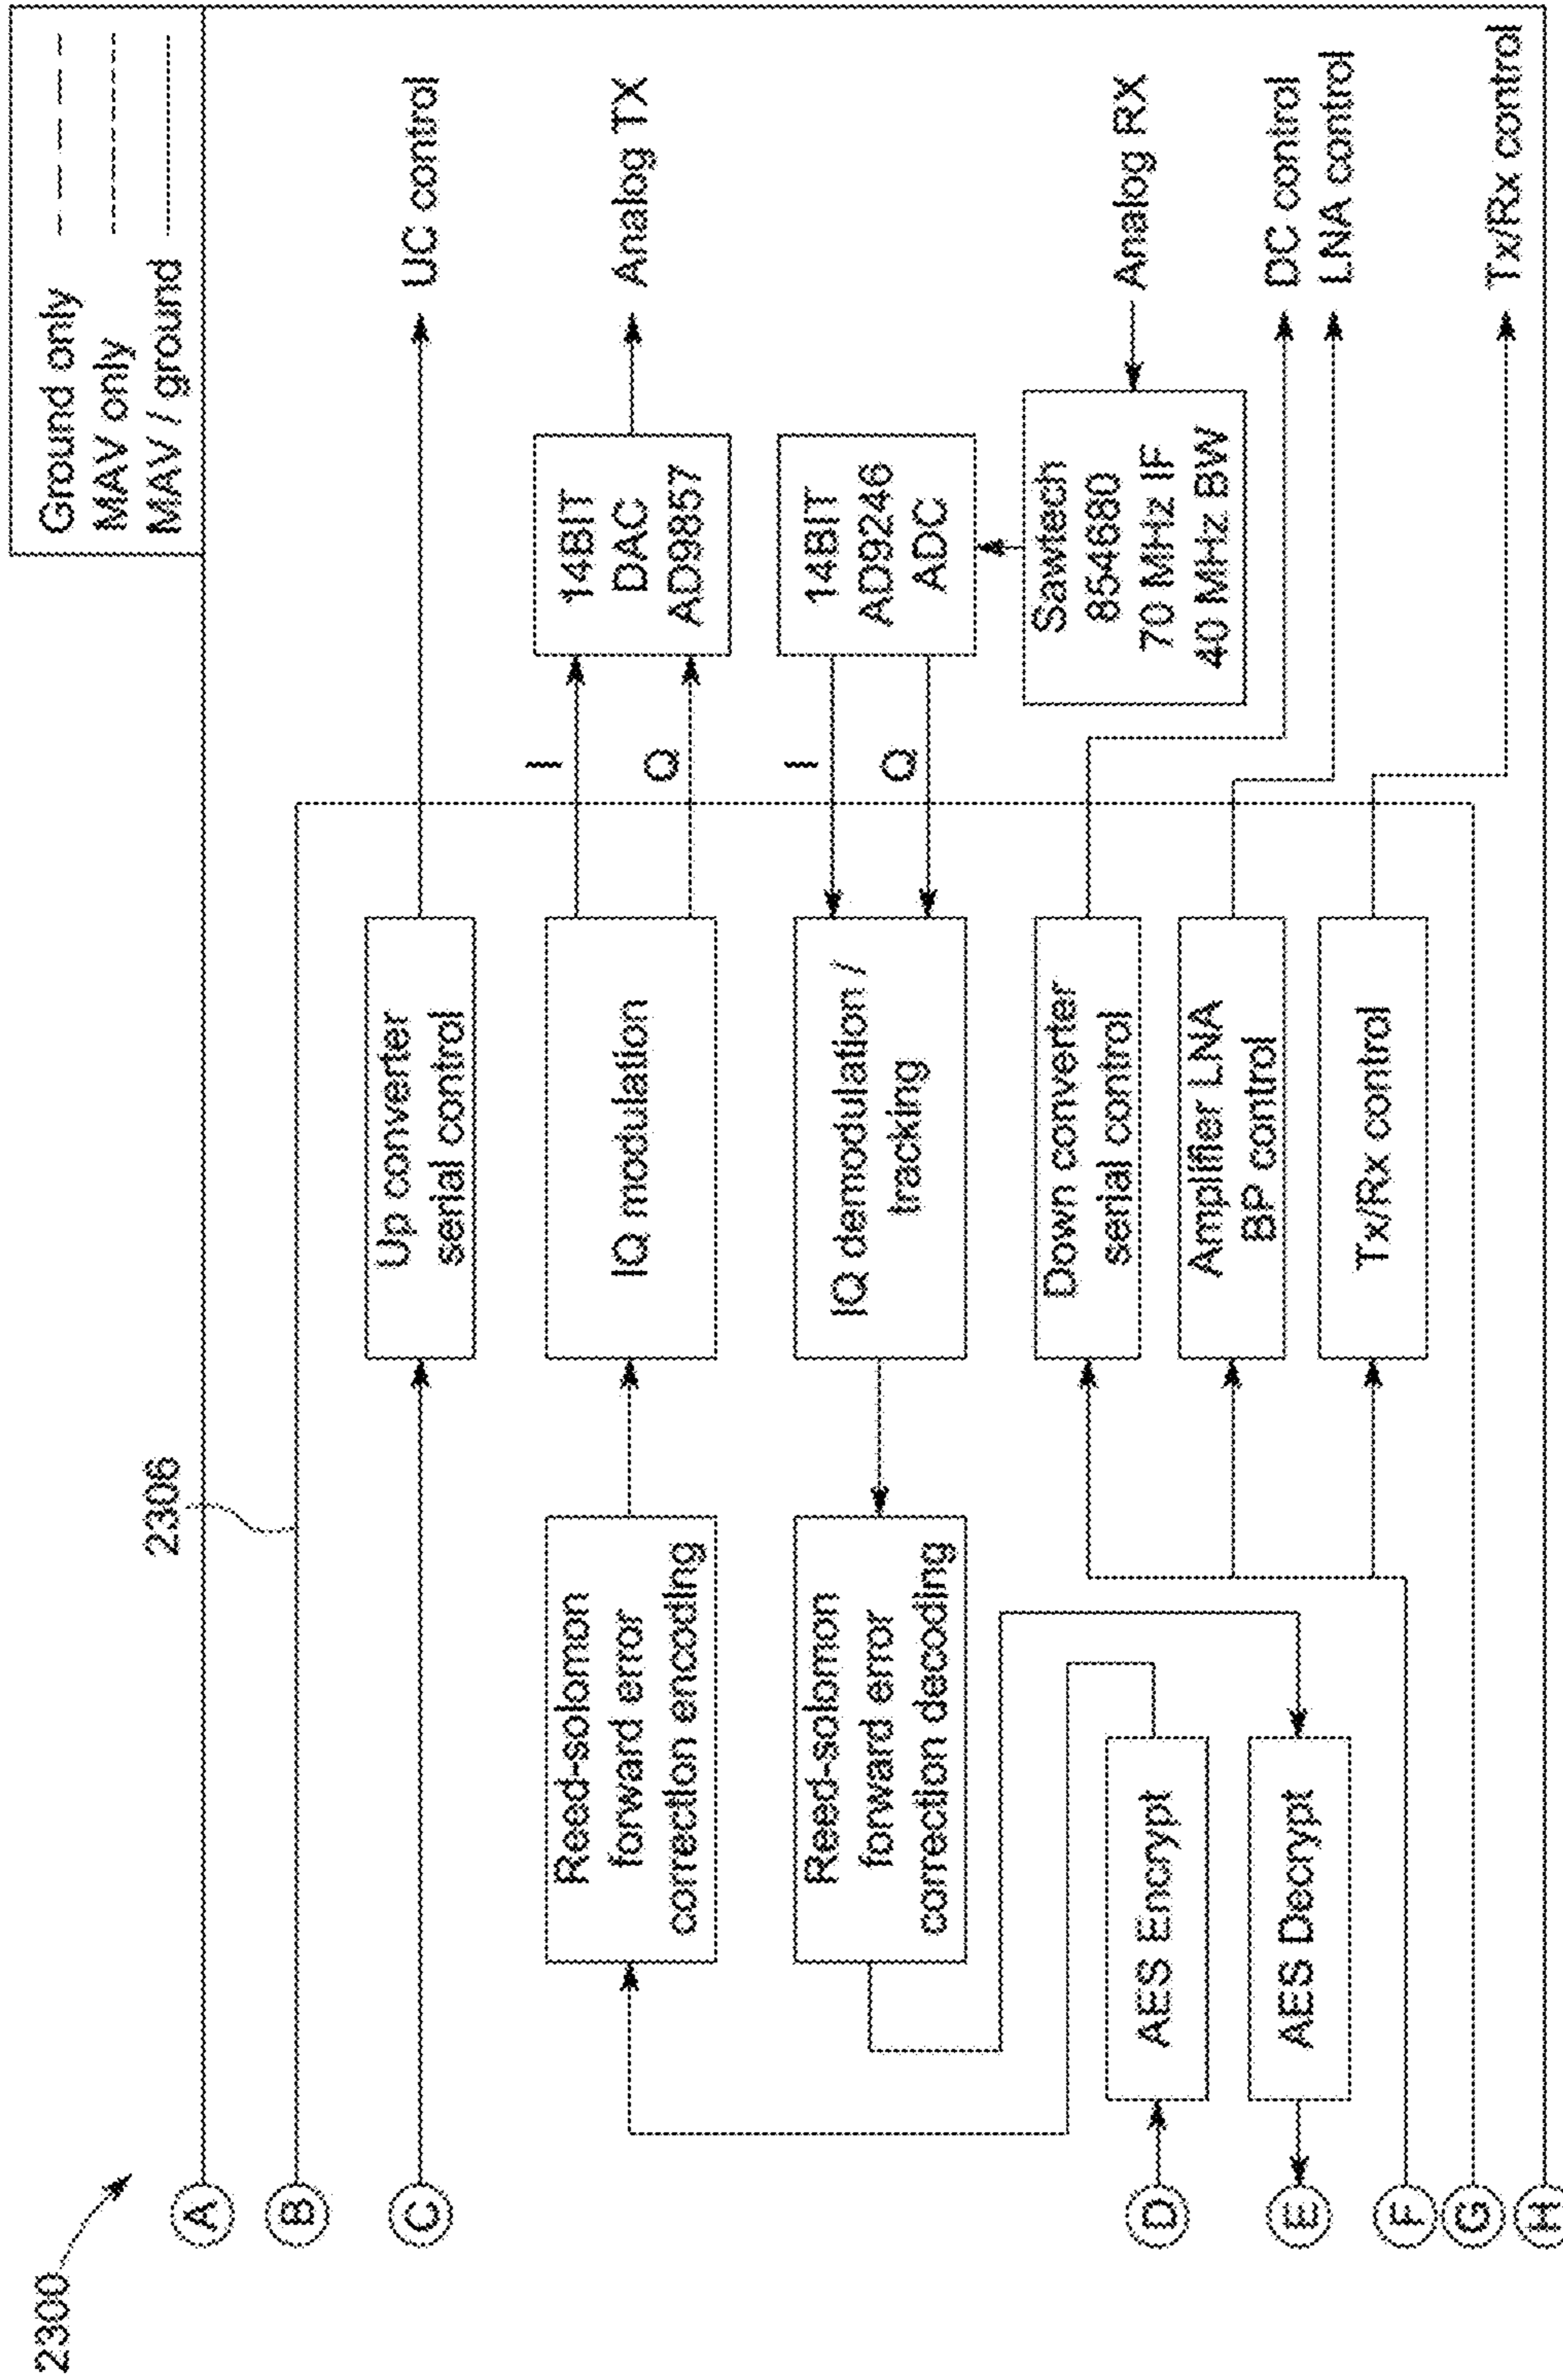 2300
Ground only
MAV only
MAV / ground
2306
A
B
C
Up converter
serial control
UC control
Reed-solomon
forward error
correction encoding
IQ modulation
I
Q
14BIT
DAC
AD9857
Analog TX
Reed-solomon
forward error
correction decoding
IQ demodulation /
tracking
I
Q
14BIT
AD9246
ADC
Sawtech
854680
70 MHz IF
40 MHz BW
Analog RX
D
AES Encrypt
E
AES Decrypt
Down converter
serial control
DC control
Amplifier LNA
BP control
LNA control
F
Tx/Rx control
Tx/Rx control
G
H